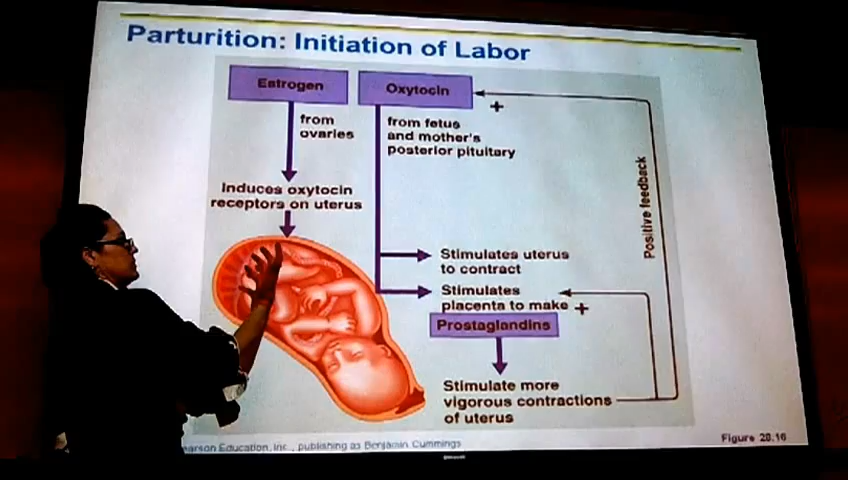 Parturition: Initiation of Labor
Estrogen
Oxytocin
+
from
ovaries
from fetus
and mother's
posterior pituitary
Induces oxytocin
receptors on uterus
Positive feedback
Stimulates uterus
to contract
Stimulates
placenta to make
+
Prostaglandins
Stimulate more
vigorous contractions
of uterus
earson Education, Inc., publishing as Benjamin Cummings
Figure 28.16